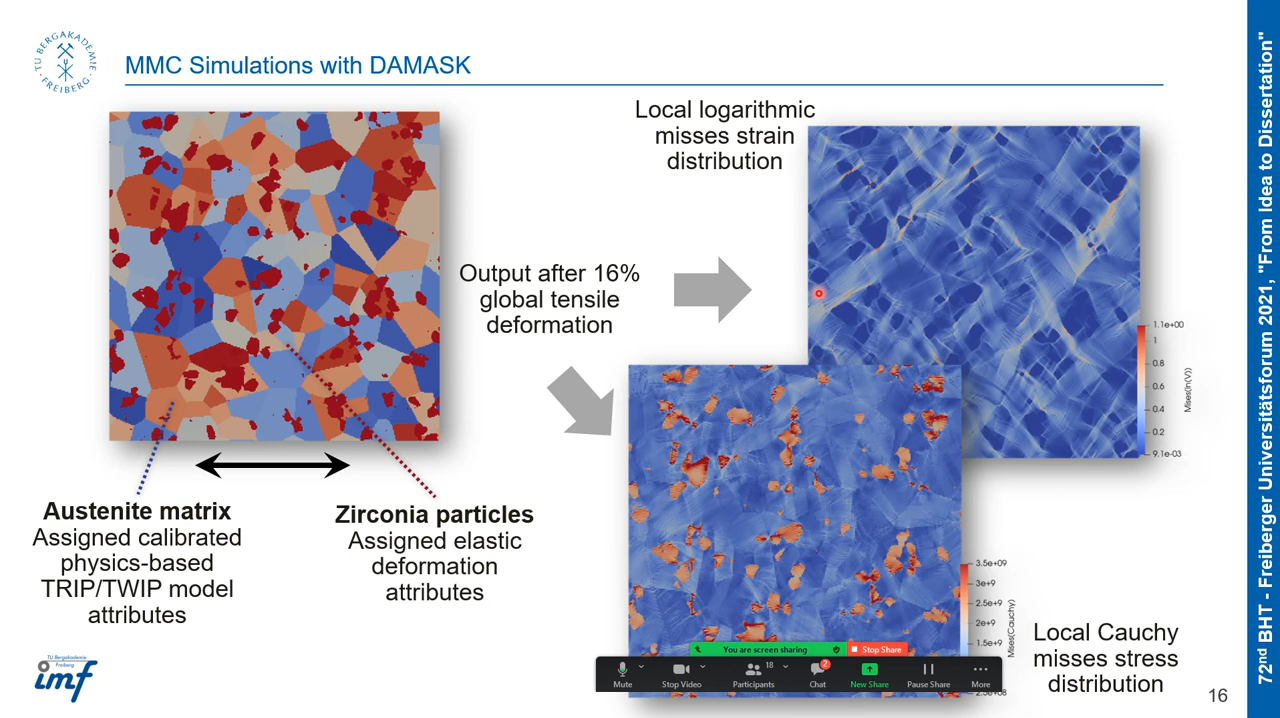 TU BERGAKADEMIE
FREIBERG
MMC Simulations with DAMASK
Local logarithmic
misses strain
distribution
Output after 16%
global tensile
deformation
1.1e+00
1
0.8
0.6
0.4
0.2
9.1e-03
Mises(ln(V))
Austenite matrix
Assigned calibrated
physics-based
TRIP/TWIP model
attributes
Zirconia particles
Assigned elastic
deformation
attributes
3.5e+09
3e+9
2.5e+9
2e+9
1.5e+9
Mises(Cauchy)
Local Cauchy
misses stress
distribution
You are screen sharing
Stop Share
Mute
Stop Video
18
Participants
2
Chat
New Share
Pause Share
More
TU Bergakademie
Freiberg
imf
16
72nd BHT - Freiberger Universitätsforum 2021, "From Idea to Dissertation"